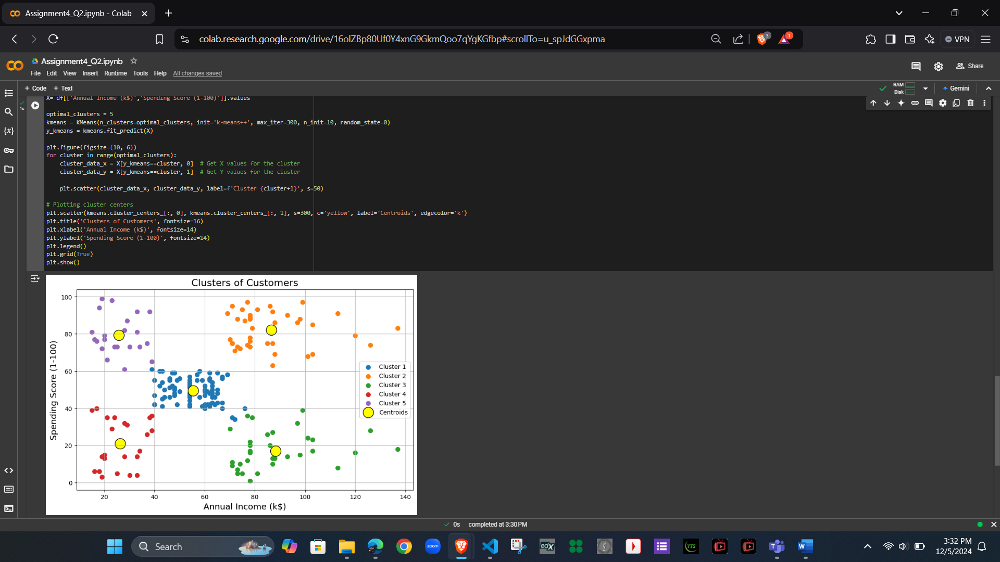 Assignment4_Q2.ipynb - Colab
colab.research.google.com/drive/16olZBp80Uf0Y4xnG9GkmQoo7qYgKGfbp#scrollTo=u_spJdGGxpma
3
1
VPN
Assignment4_Q2.ipynb
File Edit View Insert Runtime Tools Help All changes saved
Share
+ Code + Text
RAM
Disk
Gemini
X= df[['Annual Income (k$)','Spending Score (1-100)']].values
1s
optimal_clusters = 5
kmeans = KMeans(n_clusters=optimal_clusters, init='k-means++', max_iter=300, n_init=10, random_state=0)
y_kmeans = kmeans.fit_predict(X)
plt.figure(figsize=(10, 6))
for cluster in range(optimal_clusters):
cluster_data_x = X[y_kmeans==cluster, 0]  # Get X values for the cluster
cluster_data_y = X[y_kmeans==cluster, 1]  # Get Y values for the cluster
plt.scatter(cluster_data_x, cluster_data_y, label=f'Cluster {cluster+1}', s=50)
# Plotting cluster centers
plt.scatter(kmeans.cluster_centers_[:, 0], kmeans.cluster_centers_[:, 1], s=300, c='yellow', label='Centroids', edgecolor='k')
plt.title('Clusters of Customers', fontsize=16)
plt.xlabel('Annual Income (k$)', fontsize=14)
plt.ylabel('Spending Score (1-100)', fontsize=14)
plt.legend()
plt.grid(True)
plt.show()
Clusters of Customers
100
80
60
40
20
0
Spending Score (1-100)
Cluster 1
Cluster 2
Cluster 3
Cluster 4
Cluster 5
Centroids
20 40 60 80 100 120 140
Annual Income (k$)
0s completed at 3:30 PM
Search
zoom
edX
YTS
T
W
3:32 PM
12/5/2024